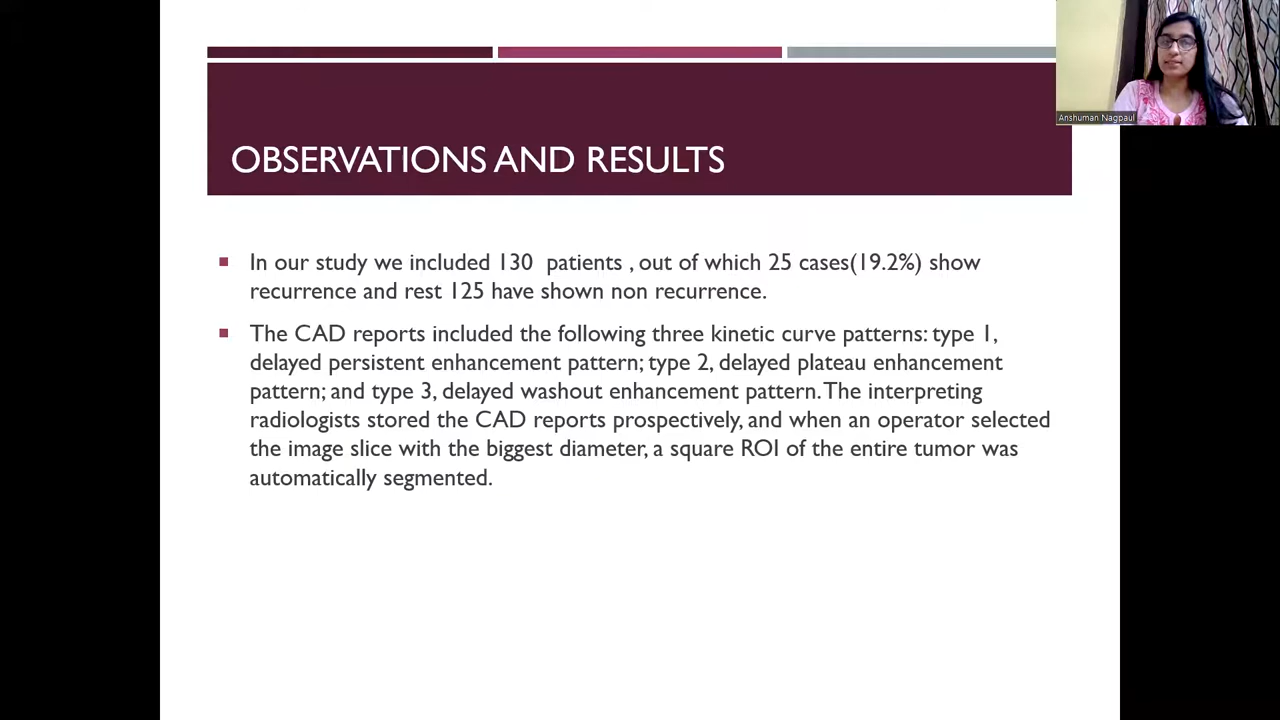 Anshuman Nagpaul
OBSERVATIONS AND RESULTS
In our study we included 130 patients , out of which 25 cases(19.2%) show
recurrence and rest 125 have shown non recurrence.
The CAD reports included the following three kinetic curve patterns: type 1,
delayed persistent enhancement pattern; type 2, delayed plateau enhancement
pattern; and type 3, delayed washout enhancement pattern. The interpreting
radiologists stored the CAD reports prospectively, and when an operator selected
the image slice with the biggest diameter, a square ROI of the entire tumor was
automatically segmented.